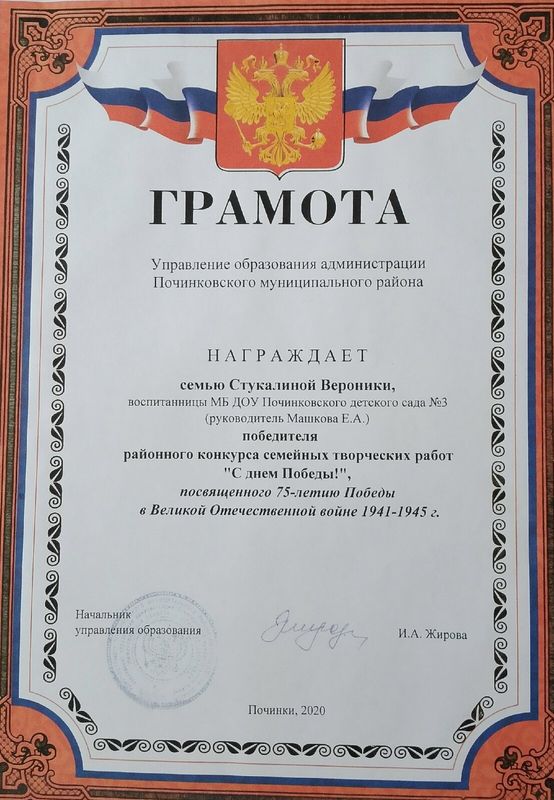 ГРАМОТА
Управление образования администрации
Починковского муниципального района
НАГРАЖДАЕТ
семью Стукалиной Вероники,
воспитанницы МБ ДОУ Починковского детского сада №3
(руководитель Машкова Е.А.)
победителя
районного конкурса семейных творческих работ
"С днем Победы!",
посвященного 75-летию Победы
в Великой Отечественной войне 1941-1945 г.
Начальник
управления образования
И.А. Жирова
Починки, 2020